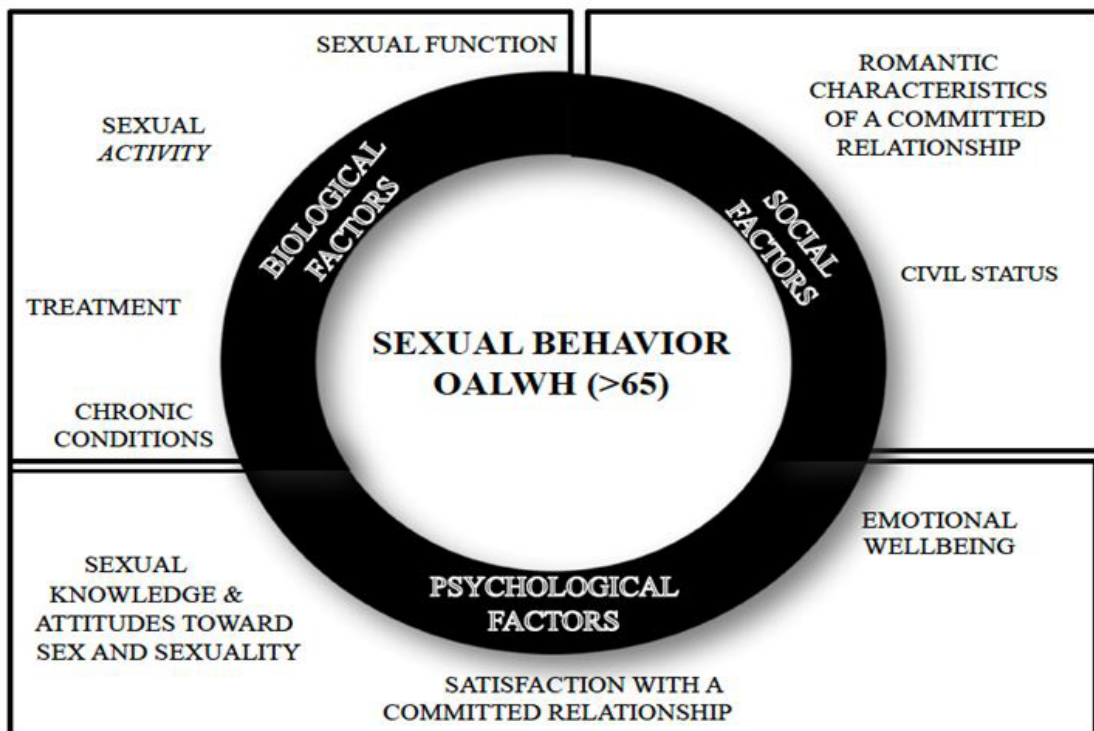 SEXUAL FUNCTION
SEXUAL
ACTIVITY
TREATMENT
CHRONIC
CONDITIONS
BIOLOGICAL
FACTORS
ROMANTIC
CHARACTERISTICS
OF A COMMITTED
RELATIONSHIP
SOCIAL
FACTORS
CIVIL STATUS
SEXUAL BEHAVIOR
OALWH (>65)
SEXUAL
KNOWLEDGE &
ATTITUDES TOWARD
SEX AND SEXUALITY
PSYCHOLOGICAL
FACTORS
EMOTIONAL
WELLBEING
SATISFACTION WITH A
COMMITTED RELATIONSHIP